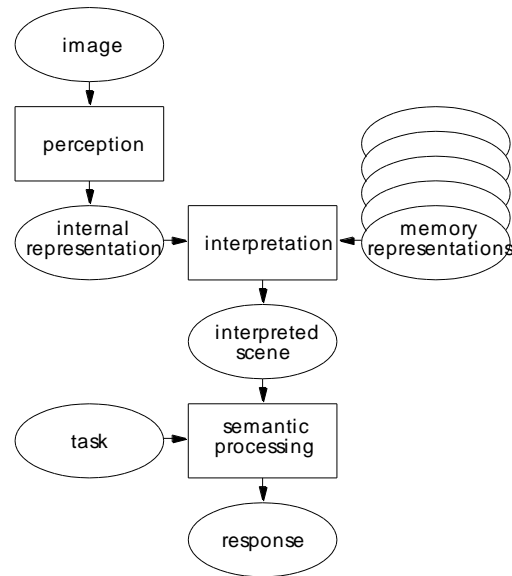 image
perception
internal
representation
interpretation
memory
representations
interpreted
scene
task
semantic
processing
response